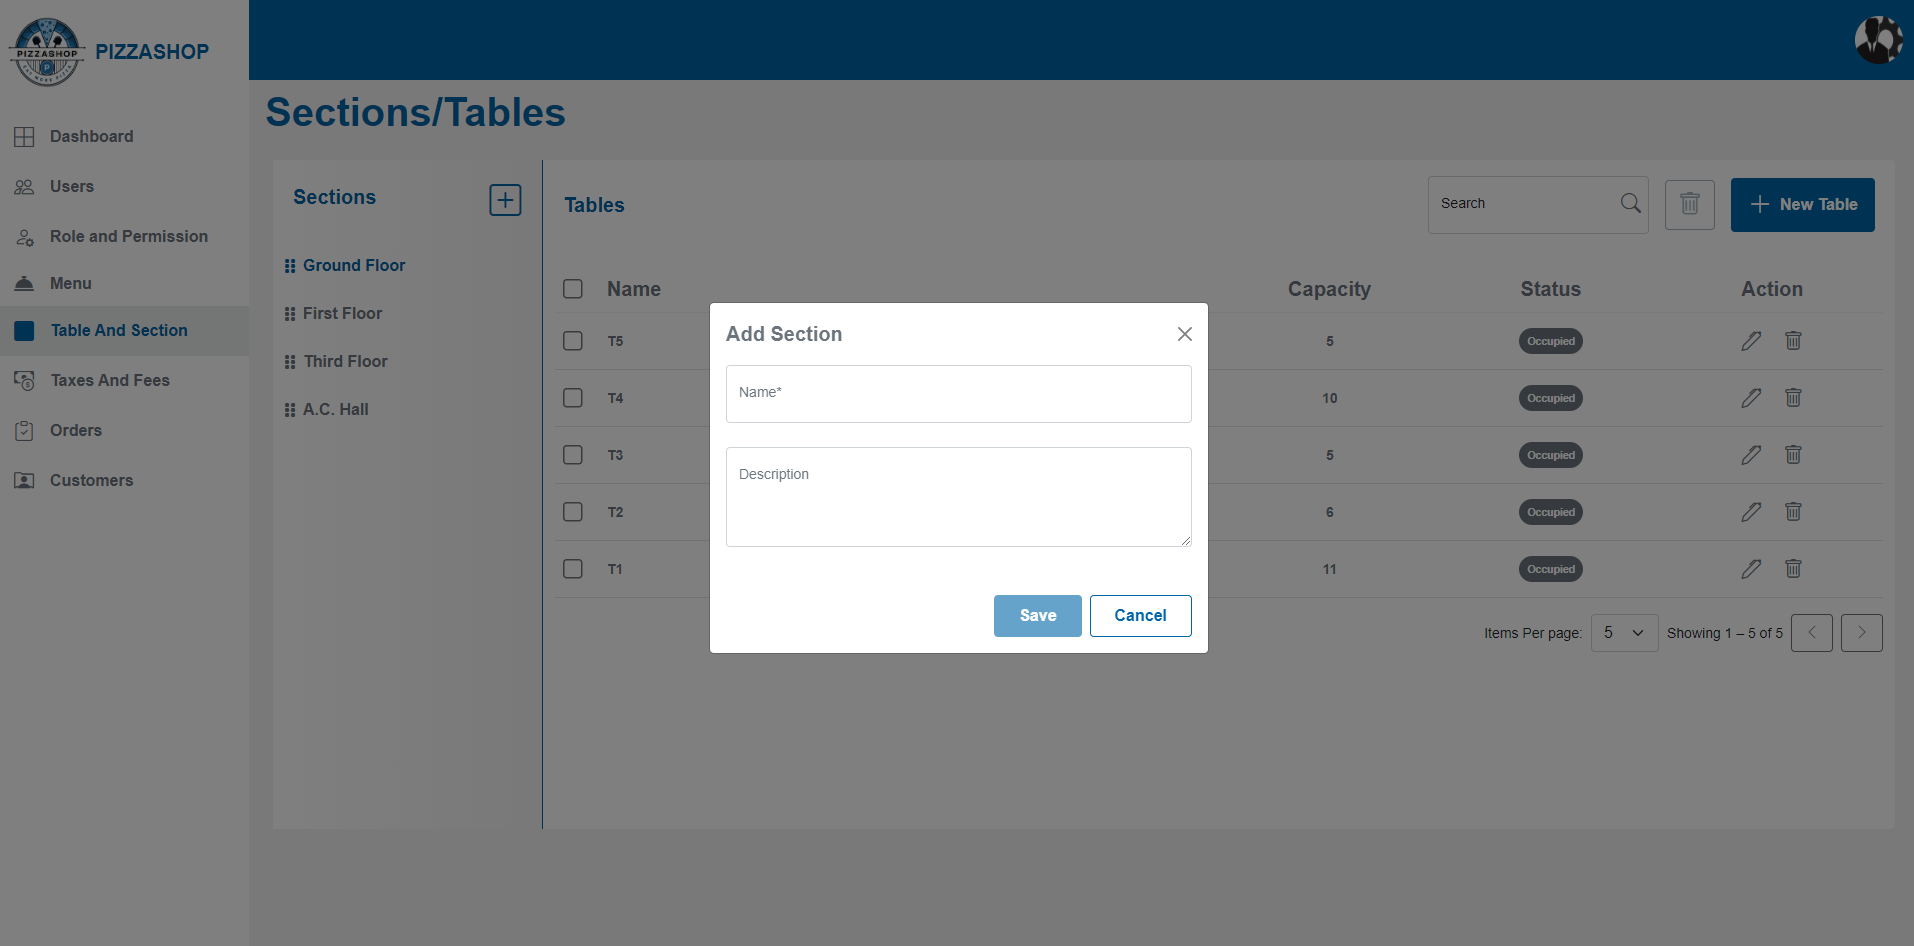 PIZZASHOP
EAT MORE PIZZA
PIZZASHOP
Dashboard
Users
Role and Permission
Menu
Table And Section
Taxes And Fees
Orders
Customers
Sections/Tables
Sections
Ground Floor
First Floor
Third Floor
A.C. Hall
Tables
Search
New Table
Name Capacity Status Action
T5 5 Occupied
T4 10 Occupied
T3 5 Occupied
T2 6 Occupied
T1 11 Occupied
Items Per page: 5 Showing 1 – 5 of 5
Add Section
Name*
Description
Save Cancel